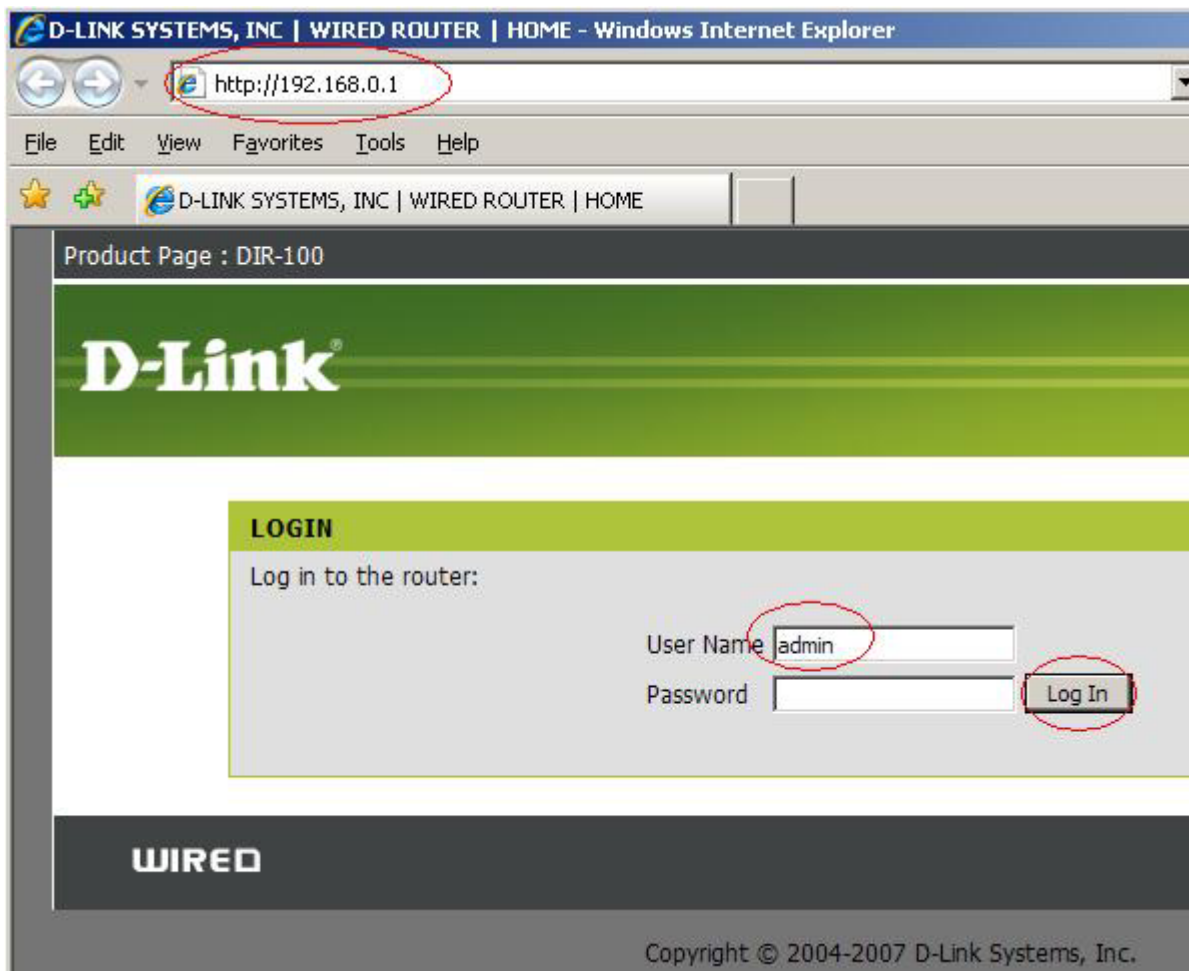 D-LINK SYSTEMS, INC | WIRED ROUTER | HOME - Windows Internet Explorer
http://192.168.0.1
File Edit View Favorites Tools Help
D-LINK SYSTEMS, INC | WIRED ROUTER | HOME
Product Page : DIR-100
D-Link®
LOGIN
Log in to the router:
User Name admin
Password Log In
WIRED
Copyright © 2004-2007 D-Link Systems, Inc.